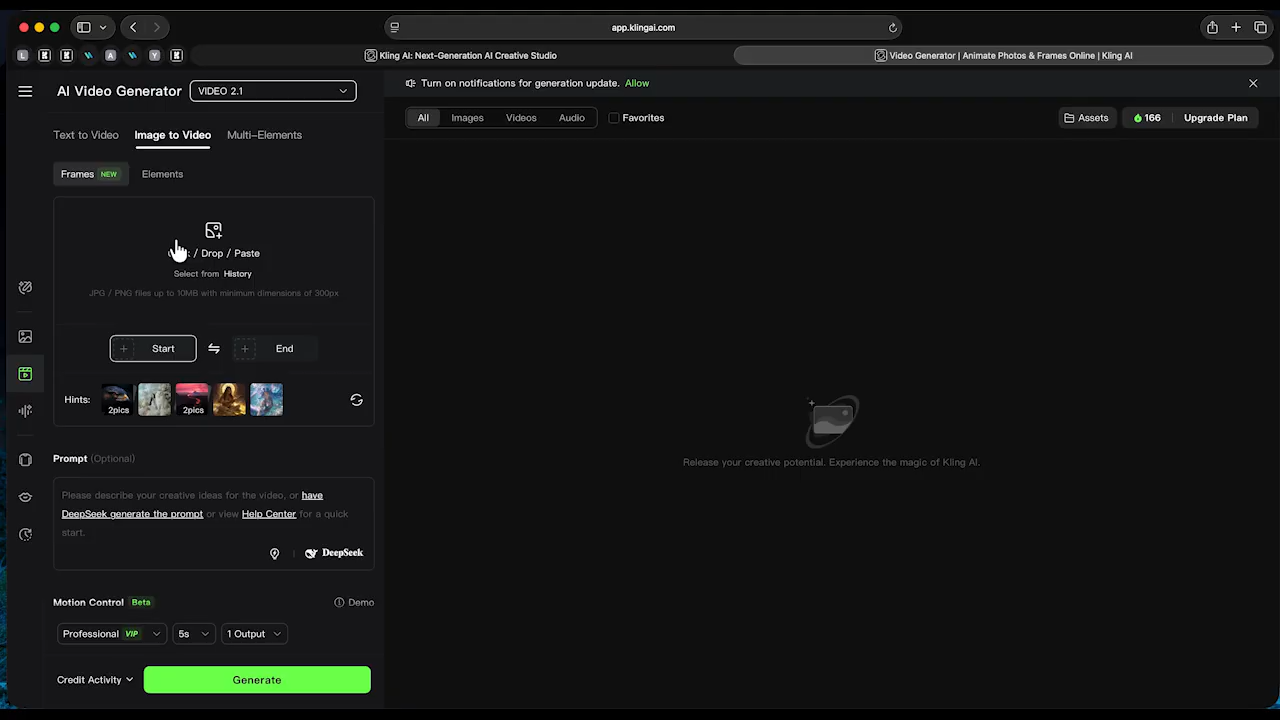 app.klingai.com
L
A
Y
Kling AI: Next-Generation AI Creative Studio
Video Generator | Animate Photos & Frames Online | Kling AI
AI Video Generator
VIDEO 2.1
Turn on notifications for generation update. Allow
Text to Video
Image to Video
Multi-Elements
All
Images
Videos
Audio
Favorites
Assets
166
Upgrade Plan
Frames NEW
Elements
/ Drop / Paste
Select from History
JPG / PNG files up to 10MB with minimum dimensions of 300px
Start
End
Hints:
2pics
2pics
Prompt (Optional)
Please describe your creative ideas for the video, or have
DeepSeek generate the prompt or view Help Center for a quick
start.
DeepSeek
Release your creative potential. Experience the magic of Kling AI.
Motion Control Beta
Demo
Professional VIP
5s
1 Output
Credit Activity
Generate